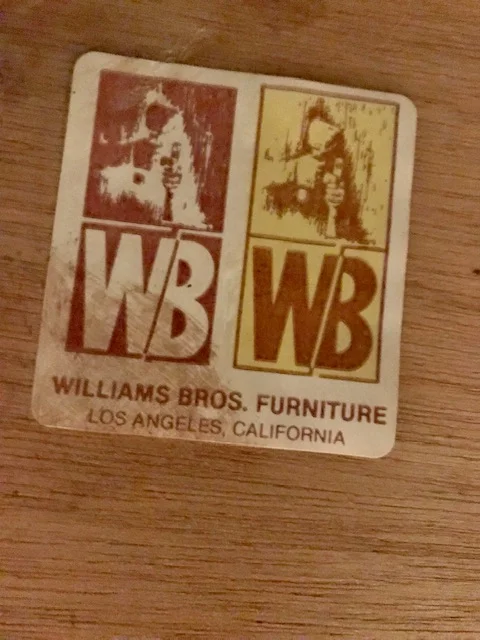 WB WB
WILLIAMS BROS. FURNITURE
LOS ANGELES, CALIFORNIA